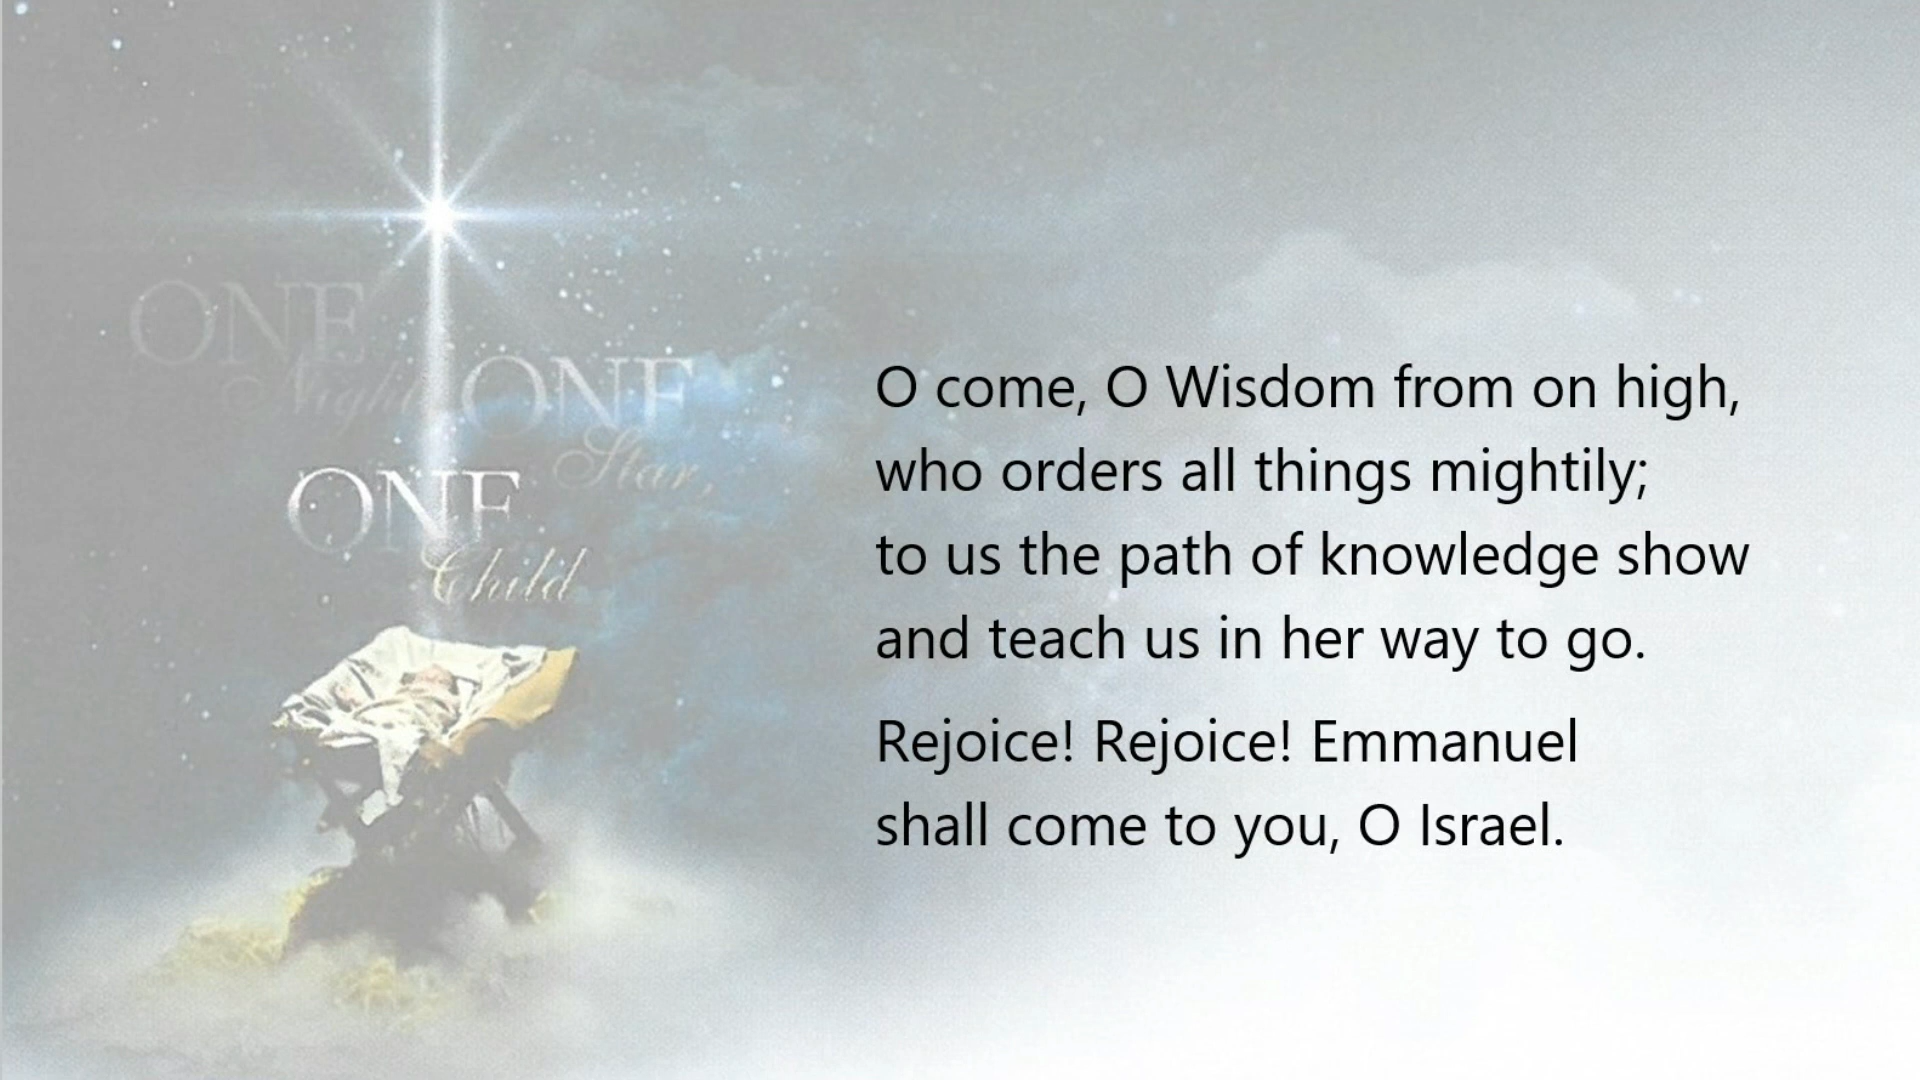 ONE
Night
ONE
Star,
ONE
Child
O come, O Wisdom from on high,
who orders all things mightily;
to us the path of knowledge show
and teach us in her way to go.
Rejoice! Rejoice! Emmanuel
shall come to you, O Israel.